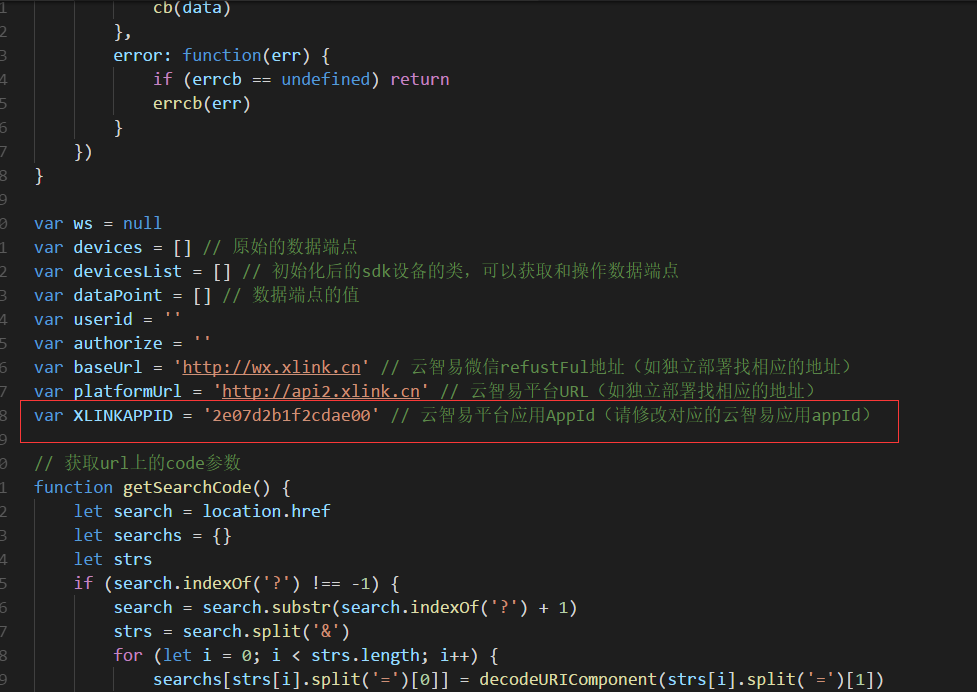 1 cb(data)
2 },
3 error: function(err) {
4 if (errcb == undefined) return
5 errcb(err)
6 }
7 })
8 }
9
0 var ws = null
1 var devices = [] // 原始的数据端点
2 var devicesList = [] // 初始化后的sdk设备的类，可以获取和操作数据端点
3 var dataPoint = [] // 数据端点的值
4 var userid = ''
5 var authorize = ''
6 var baseUrl = 'http://wx.xlink.cn' // 云智易微信refustFul地址（如独立部署找相应的地址）
7 var platformUrl = 'http://api2.xlink.cn' // 云智易平台URL（如独立部署找相应的地址）
8 var XLINKAPPID = '2e07d2b1f2cdae00' // 云智易平台应用AppId（请修改对应的云智易应用appId）
9
0 // 获取url上的code参数
1 function getSearchCode() {
2 let search = location.href
3 let searchs = {}
4 let strs
5 if (search.indexOf('?') !== -1) {
6 search = search.substr(search.indexOf('?') + 1)
7 strs = search.split('&')
8 for (let i = 0; i < strs.length; i++) {
9 searchs[strs[i].split('=')[0]] = decodeURIComponent(strs[i].split('=')[1])